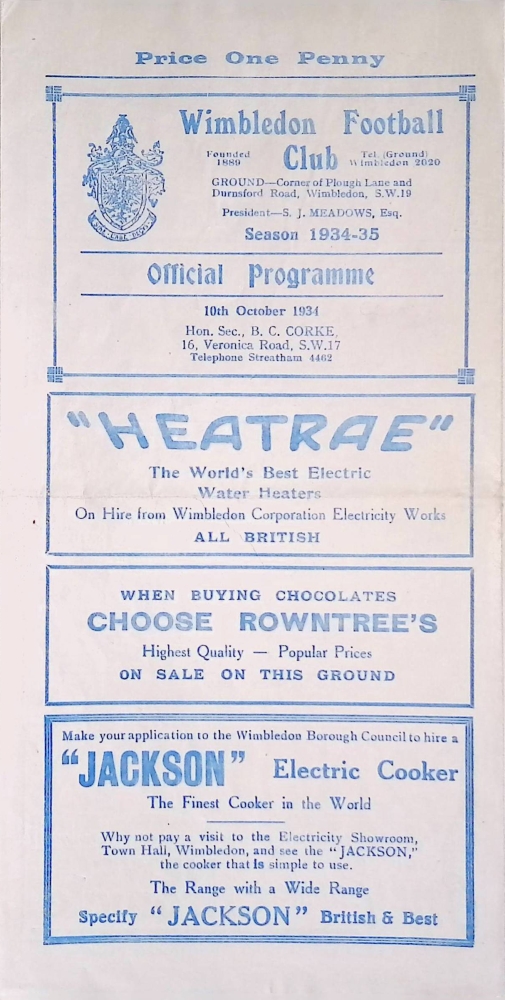 Price One Penny
Wimbledon Football
Founded 1889
Club
Tel. (Ground) Wimbledon 2020
GROUND—Corner of Plough Lane and
Durnsford Road, Wimbledon, S.W.19
President—S. J. MEADOWS, Esq.
Season 1934-35
Official Programme
10th October 1934
Hon. Sec., B. C. CORKE,
16, Veronica Road, S.W.17
Telephone Streatham 4462
"HEATRAE"
The World's Best Electric
Water Heaters
On Hire from Wimbledon Corporation Electricity Works
ALL BRITISH
WHEN BUYING CHOCOLATES
CHOOSE ROWNTREE'S
Highest Quality — Popular Prices
ON SALE ON THIS GROUND
Make your application to the Wimbledon Borough Council to hire a
"JACKSON" Electric Cooker
The Finest Cooker in the World
Why not pay a visit to the Electricity Showroom,
Town Hall, Wimbledon, and see the "JACKSON,"
the cooker that is simple to use.
The Range with a Wide Range
Specify "JACKSON" British & Best